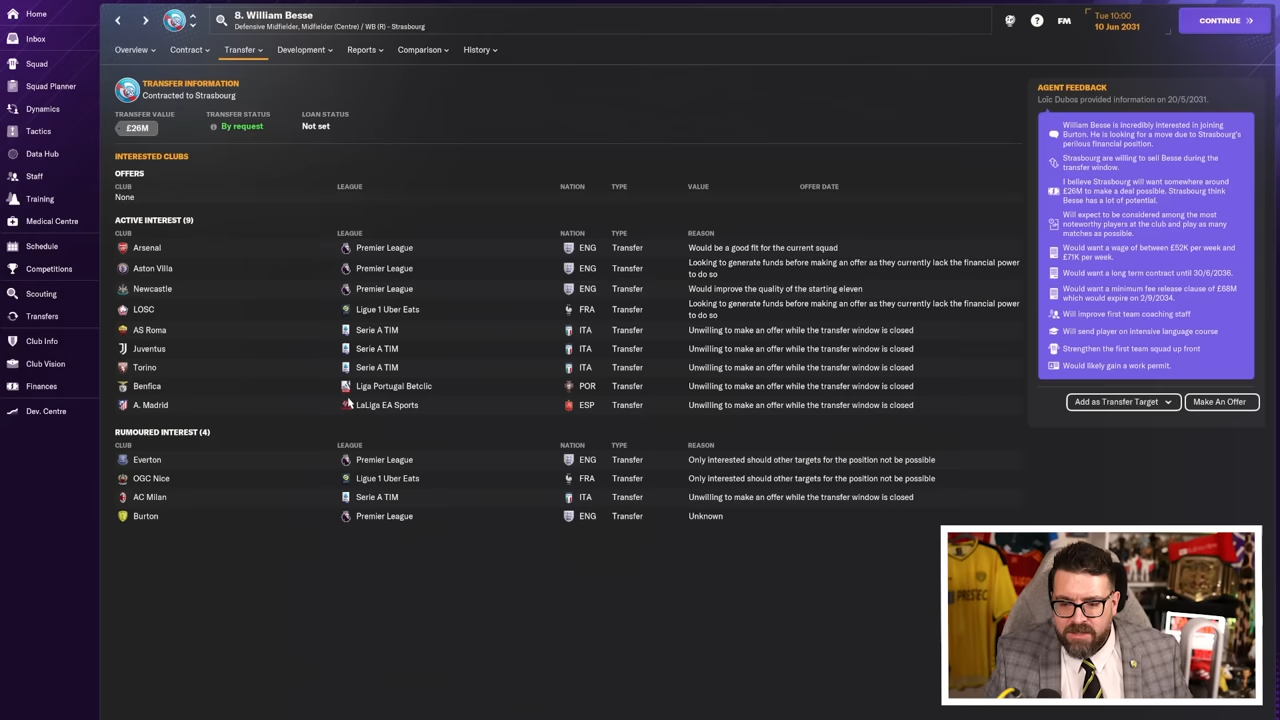 Home
Inbox
Squad
Squad Planner
Dynamics
Tactics
Data Hub
Staff
Training
Medical Centre
Schedule
Competitions
Scouting
Transfers
Club Info
Club Vision
Finances
Dev. Centre
8. William Besse
Defensive Midfielder, Midfielder (Centre) / WB (R) - Strasbourg
?
FM
Tue 10:00
10 Jun 2031
CONTINUE
Overview
Contract
Transfer
Development
Reports
Comparison
History
TRANSFER INFORMATION
Contracted to Strasbourg
TRANSFER VALUE TRANSFER STATUS LOAN STATUS
£26M By request Not set
INTERESTED CLUBS
OFFERS
CLUB LEAGUE NATION TYPE VALUE OFFER DATE
None
ACTIVE INTEREST (9)
CLUB LEAGUE NATION TYPE REASON
Arsenal Premier League ENG Transfer Would be a good fit for the current squad
Aston Villa Premier League ENG Transfer Looking to generate funds before making an offer as they currently lack the financial power
to do so
Newcastle Premier League ENG Transfer Would improve the quality of the starting eleven
LOSC Ligue 1 Uber Eats FRA Transfer Looking to generate funds before making an offer as they currently lack the financial power
to do so
AS Roma Serie A TIM ITA Transfer Unwilling to make an offer while the transfer window is closed
Juventus Serie A TIM ITA Transfer Unwilling to make an offer while the transfer window is closed
Torino Serie A TIM ITA Transfer Unwilling to make an offer while the transfer window is closed
Benfica Liga Portugal Betclic POR Transfer Unwilling to make an offer while the transfer window is closed
A. Madrid LaLiga EA Sports ESP Transfer Unwilling to make an offer while the transfer window is closed
RUMOURED INTEREST (4)
CLUB LEAGUE NATION TYPE REASON
Everton Premier League ENG Transfer Only interested should other targets for the position not be possible
OGC Nice Ligue 1 Uber Eats FRA Transfer Only interested should other targets for the position not be possible
AC Milan Serie A TIM ITA Transfer Unwilling to make an offer while the transfer window is closed
Burton Premier League ENG Transfer Unknown
AGENT FEEDBACK
Loïc Dubos provided information on 20/5/2031.
William Besse is incredibly interested in joining
Burton. He is looking for a move due to Strasbourg's
perilous financial position.
Strasbourg are willing to sell Besse during the
transfer window.
I believe Strasbourg will want somewhere around
£26M to make a deal possible. Strasbourg think
Besse has a lot of potential.
Will expect to be considered among the most
noteworthy players at the club and play as many
matches as possible.
Would want a wage of between £52K per week and
£71K per week.
Would want a long term contract until 30/6/2036.
Would want a minimum fee release clause of £68M
which would expire on 2/9/2034.
Will improve first team coaching staff
Will send player on intensive language course
Strengthen the first team squad up front
Would likely gain a work permit.
Add as Transfer Target
Make An Offer
PRESTEC